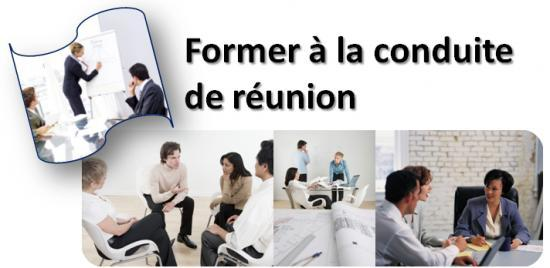 Former à la conduite
de réunion